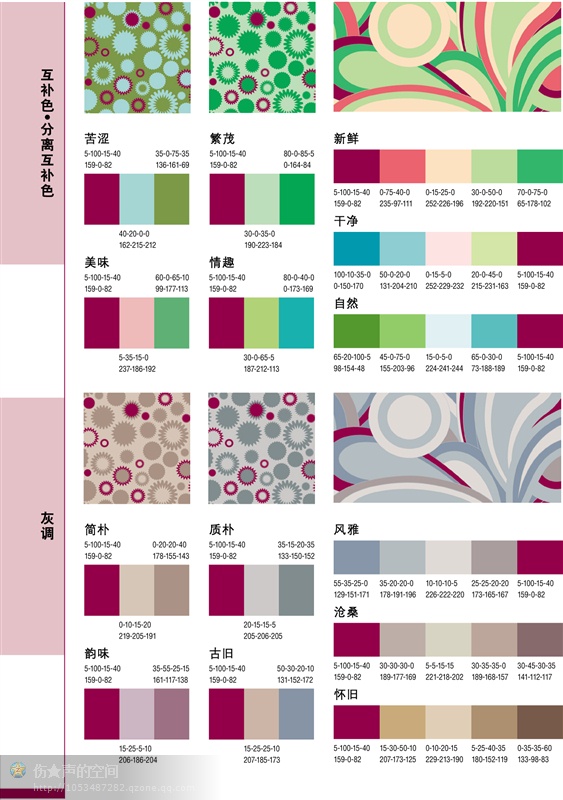 互补色•分离互补色
苦涩
5-100-15-40 35-0-75-35
159-0-82 136-161-69
40-20-0-0
162-215-212
繁茂
5-100-15-40 80-0-85-5
159-0-82 0-164-84
30-0-35-0
190-223-184
新鲜
5-100-15-40 0-75-40-0 0-15-25-0 30-0-50-0 70-0-75-0
159-0-82 235-97-111 252-226-196 192-220-151 65-178-102
干净
100-10-35-0 50-0-20-0 0-15-5-0 20-0-45-0 5-100-15-40
0-150-170 131-204-210 252-229-232 215-231-163 159-0-82
美味
5-100-15-40 60-0-65-10
159-0-82 99-177-113
5-35-15-0
237-186-192
情趣
5-100-15-40 80-0-40-0
159-0-82 0-173-169
30-0-65-5
187-212-113
自然
65-20-100-5 45-0-75-0 15-0-5-0 65-0-30-0 5-100-15-40
98-154-48 155-203-96 224-241-244 73-188-189 159-0-82
灰调
简朴
5-100-15-40 0-20-20-40
159-0-82 178-155-143
0-10-15-20
219-205-191
质朴
5-100-15-40 35-15-20-35
159-0-82 133-150-152
20-15-15-5
205-206-205
风雅
55-35-25-0 35-20-20-0 10-10-10-5 25-25-20-20 5-100-15-40
129-151-171 178-191-196 226-222-220 173-165-167 159-0-82
沧桑
5-100-15-40 30-30-30-0 5-5-15-15 30-35-35-0 30-45-30-35
159-0-82 189-177-169 221-218-202 189-168-157 141-112-117
韵味
5-100-15-40 35-55-25-15
159-0-82 161-117-138
15-25-5-10
206-186-204
古旧
5-100-15-40 50-30-20-10
159-0-82 131-152-172
15-25-25-10
207-185-173
怀旧
5-100-15-40 15-30-50-10 0-10-20-15 5-25-40-35 0-35-35-60
159-0-82 207-173-125 229-213-190 180-152-119 133-98-83
伤★声的空间
http://1053487282.qzone.qq.com